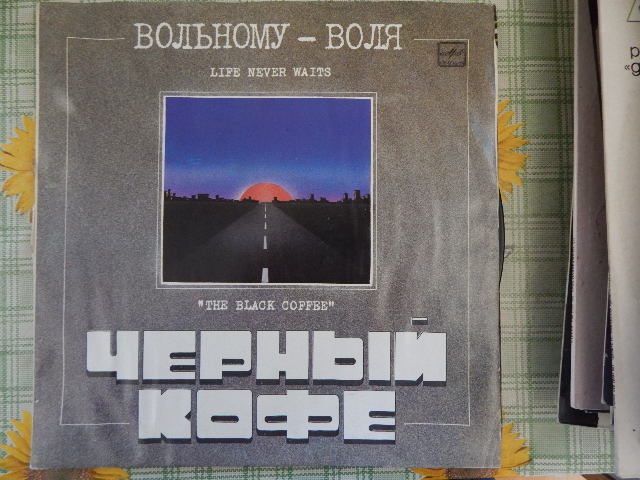 ВОЛЬНОМУ – ВОЛЯ
LIFE NEVER WAITS
"THE BLACK COFFEE"
ЧЕРНЫЙ
КОФЕ
р
«g